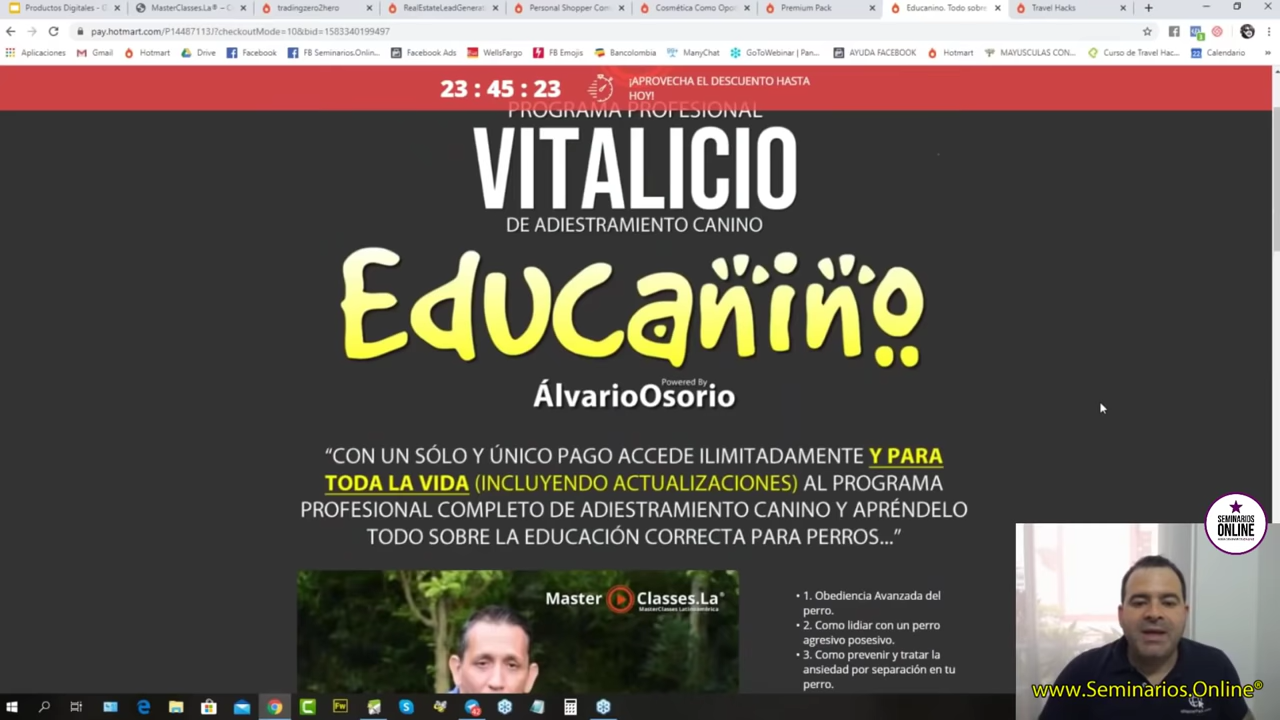 Productos Digitales - G
MasterClasses.La® – C
tradingzero2hero
RealEstateLeadGenerat
Personal Shopper Com
Cosmética Como Opor
Premium Pack
Educanino. Todo sobre
Travel Hacks
pay.hotmart.com/P14487113J?checkoutMode=10&bid=1583340199497
Aplicaciones
Gmail
Hotmart
Drive
Facebook
FB Seminarios.Onlin...
Facebook Ads
WellsFargo
FB Emojis
Bancolombia
ManyChat
GoToWebinar | Pan...
AYUDA FACEBOOK
Hotmart
MAYUSCULAS CON...
Curso de Travel Hac...
Calendario
23 : 45 : 23
¡APROVECHA EL DESCUENTO HASTA
HOY!
PROGRAMA PROFESIONAL
VITALICIO
DE ADIESTRAMIENTO CANINO
Educanino
Powered By
ÁlvarioOsorio
“CON UN SÓLO Y ÚNICO PAGO ACCEDE ILIMITADAMENTE Y PARA
TODA LA VIDA (INCLUYENDO ACTUALIZACIONES) AL PROGRAMA
PROFESIONAL COMPLETO DE ADIESTRAMIENTO CANINO Y APRÉNDELO
TODO SOBRE LA EDUCACIÓN CORRECTA PARA PERROS...”
Master Classes.La®
MasterClasses Latinoamérica
• 1. Obediencia Avanzada del
perro.
• 2. Como lidiar con un perro
agresivo posesivo.
• 3. Como prevenir y tratar la
ansiedad por separación en tu
perro.
SEMINARIOS
ONLINE
www.Seminarios.Online®